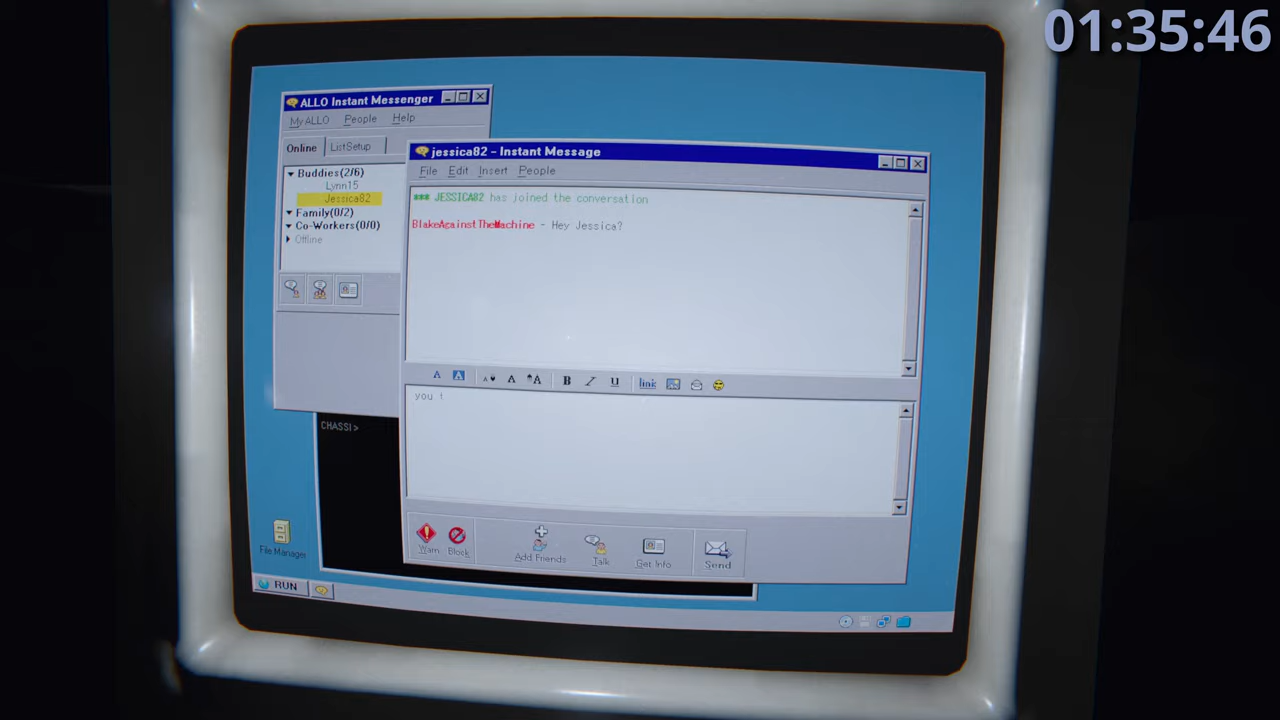 01:35:46
ALLO Instant Messenger
My ALLO People Help
Online List Setup
Buddies(2/6)
Lynn15
Jessica82
Family(0/2)
Co-Workers(0/0)
Offline
jessica82 - Instant Message
File Edit Insert People
*** JESSICA82 has joined the conversation
BlakeAgainstTheMachine - Hey Jessica?
A A A A A B I U link
you t
CHASSI>
Warn Block Add Friends Talk Get Info Send
File Manager
RUN